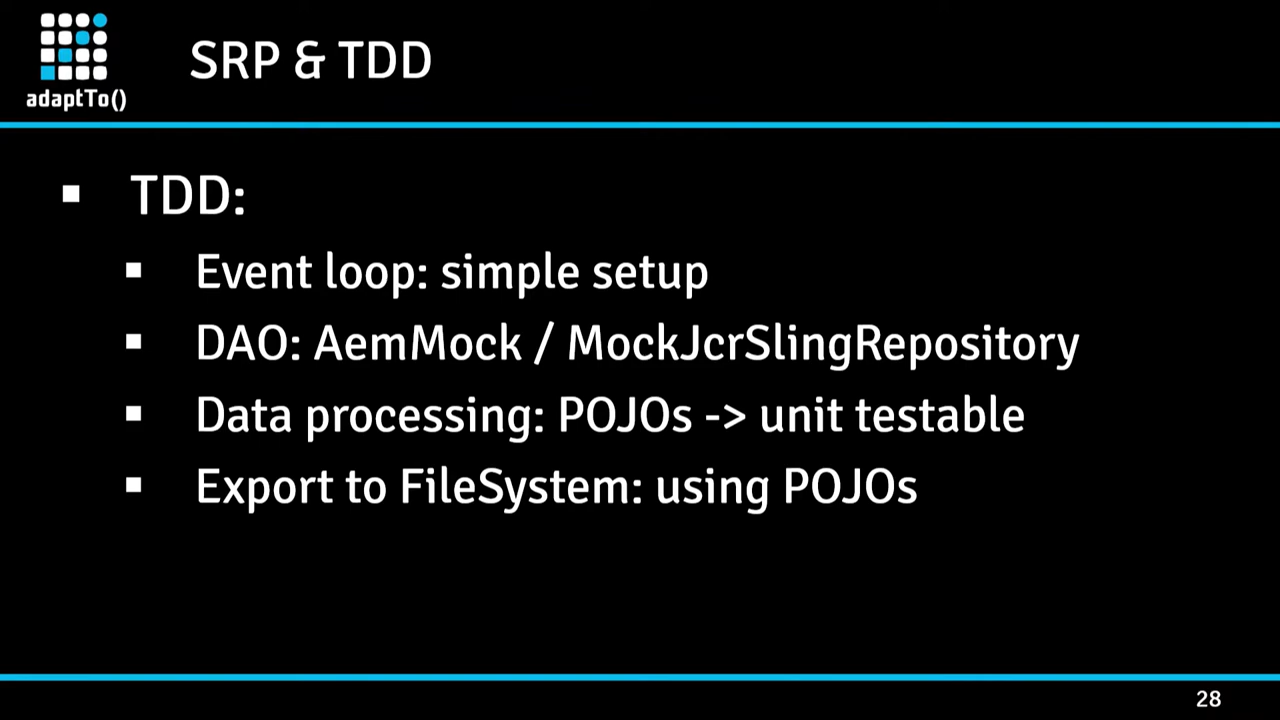 adaptTo()
SRP & TDD
TDD:
Event loop: simple setup
DAO: AemMock / MockJcrSlingRepository
Data processing: POJOs -> unit testable
Export to FileSystem: using POJOs
28